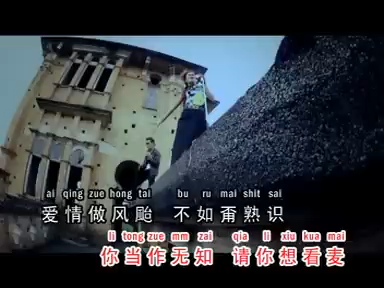 ai qing zue hong tai bu ru mai shit sai
爱情做风飚 不如甭熟识
li tong zue mm zai qia li xiu kua mai
你当作无知 请你想看麦